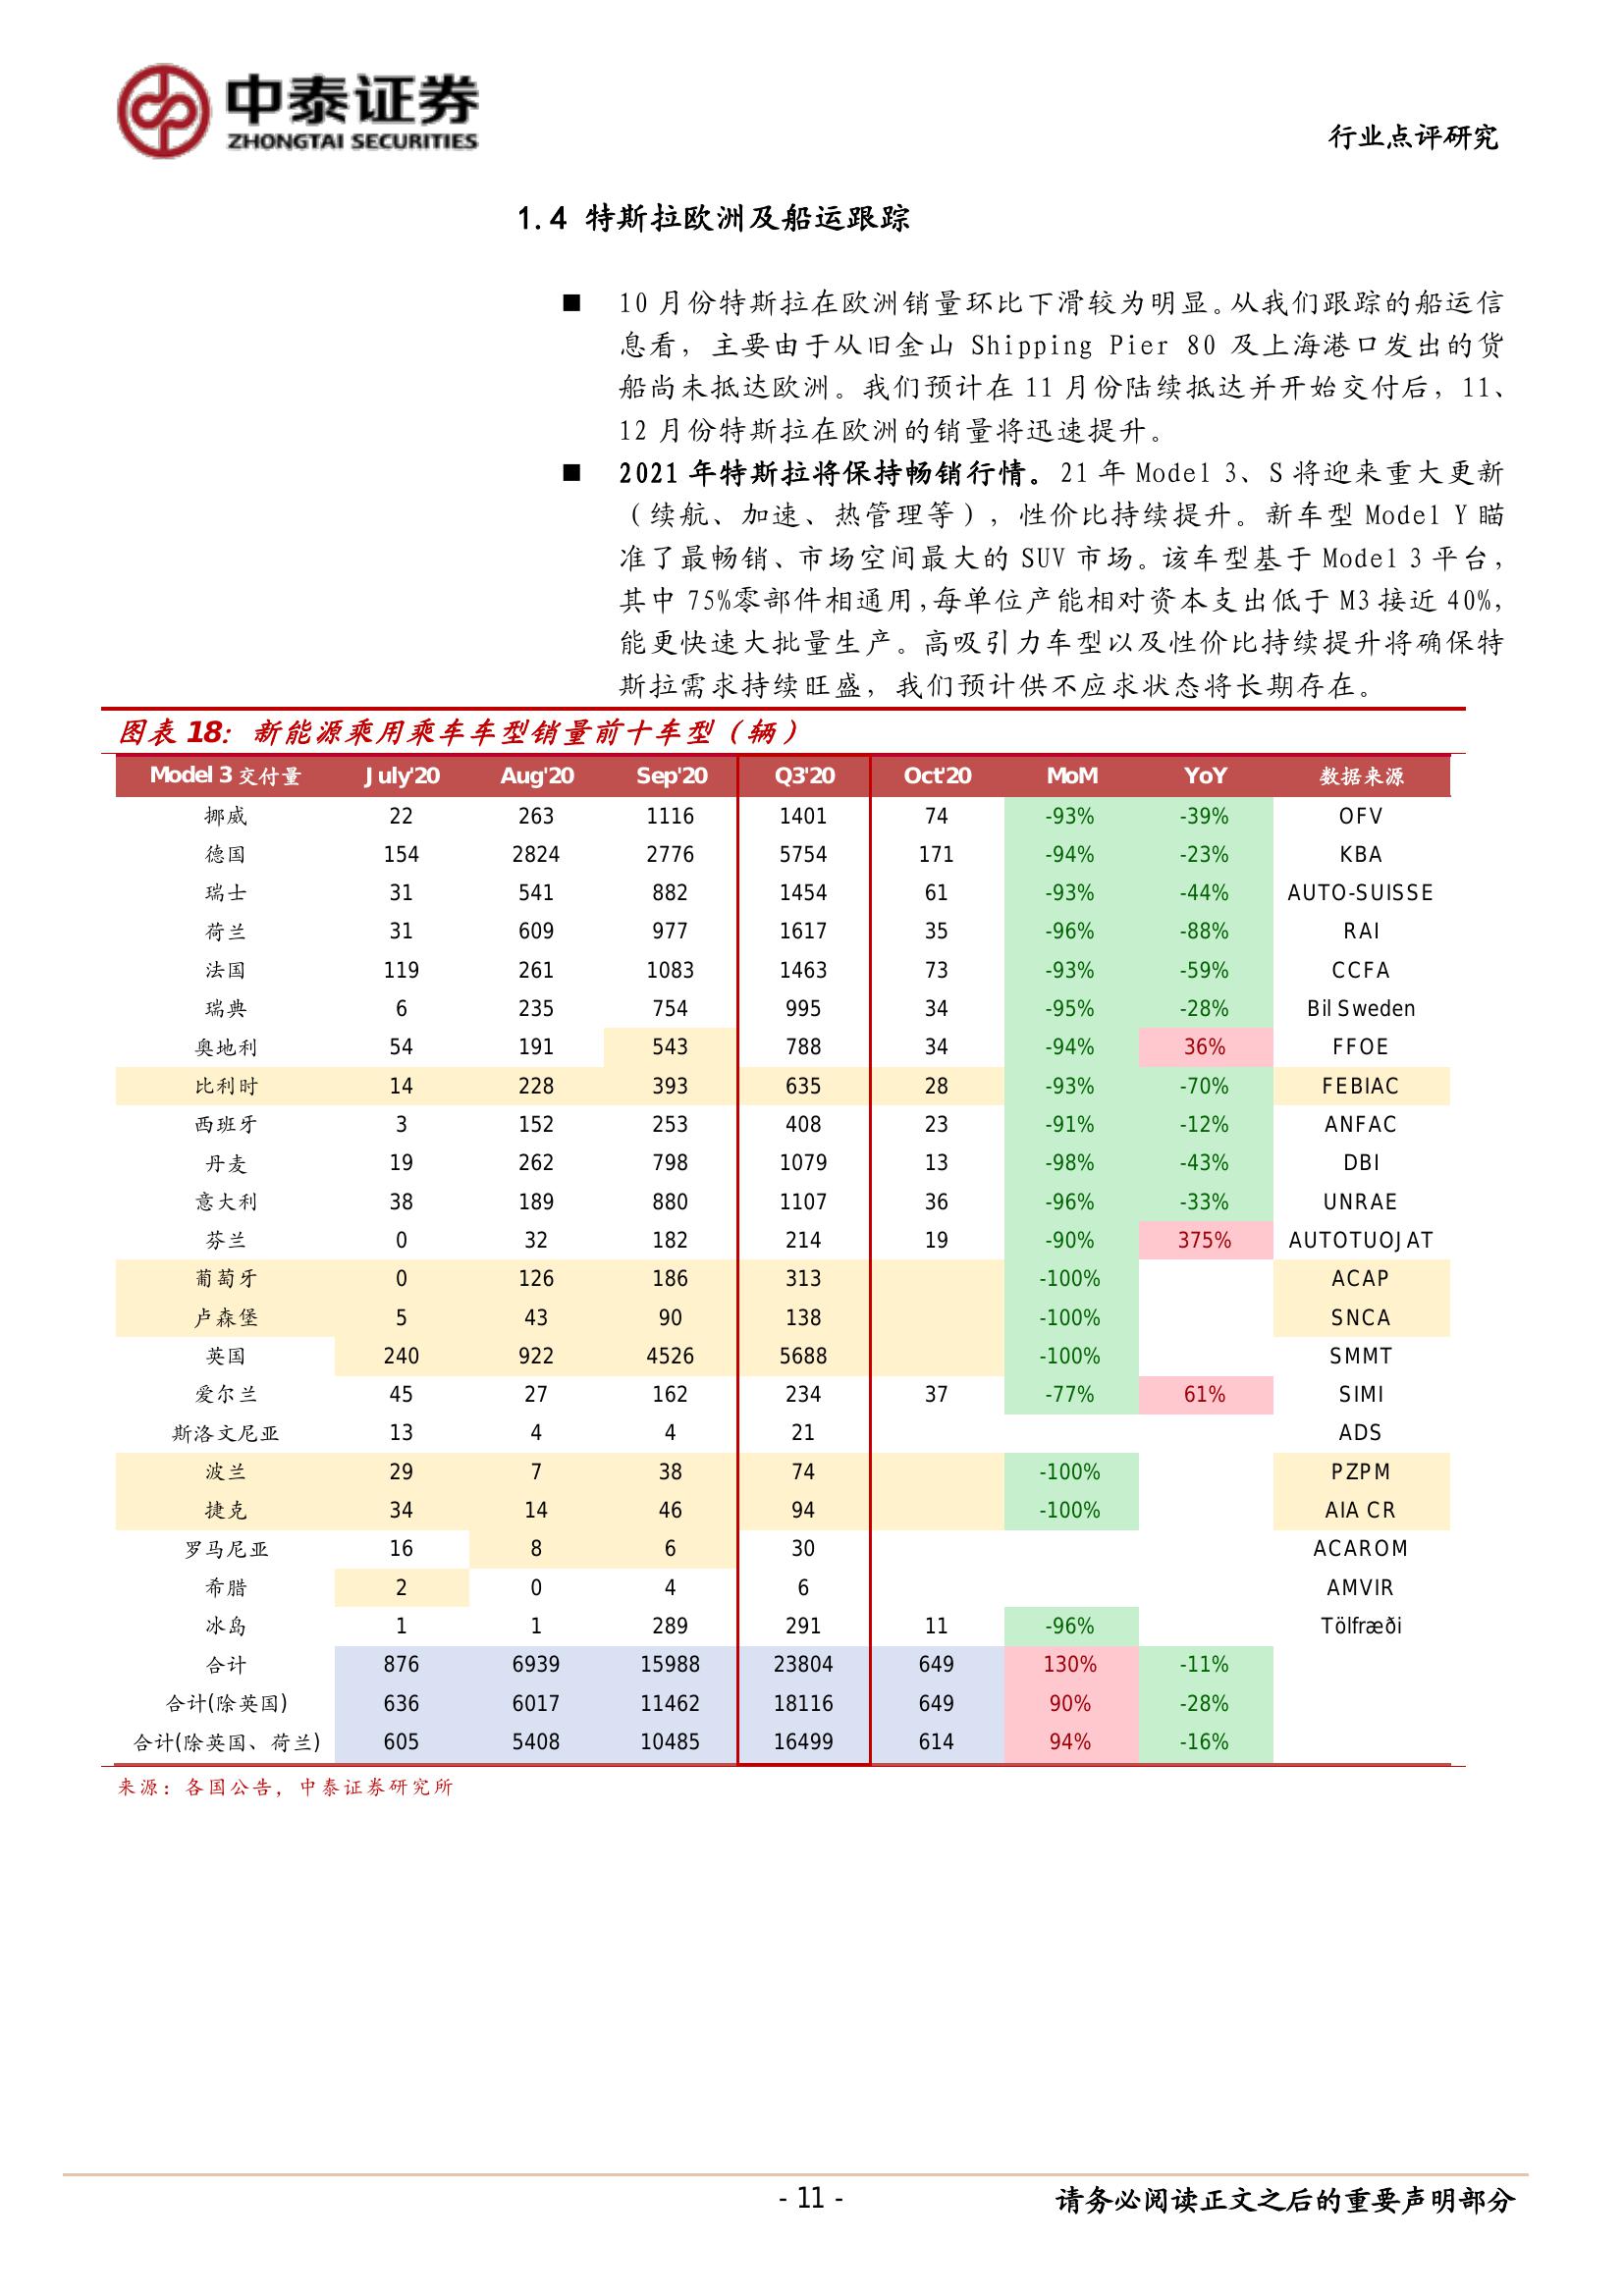 中泰证券
ZHONGTAI SECURITIES
行业点评研究
1.4 特斯拉欧洲及船运跟踪
■ 10 月份特斯拉在欧洲销量环比下滑较为明显。从我们跟踪的船运信
息看，主要由于从旧金山 Shipping Pier 80 及上海港口发出的货
船尚未抵达欧洲。我们预计在 11 月份陆续抵达并开始交付后，11、
12 月份特斯拉在欧洲的销量将迅速提升。
■ 2021 年特斯拉将保持畅销行情。21 年 Model 3、S 将迎来重大更新
（续航、加速、热管理等），性价比持续提升。新车型 Model Y 瞄
准了最畅销、市场空间最大的 SUV 市场。该车型基于 Model 3 平台，
其中 75%零部件相通用，每单位产能相对资本支出低于 M3 接近 40%，
能更快速大批量生产。高吸引力车型以及性价比持续提升将确保特
斯拉需求持续旺盛，我们预计供不应求状态将长期存在。
图表 18：新能源乘用乘车车型销量前十车型（辆）
Model 3 交付量 July'20 Aug'20 Sep'20 Q3'20 Oct'20 MoM YoY 数据来源
挪威 22 263 1116 1401 74 -93% -39% OFV
德国 154 2824 2776 5754 171 -94% -23% KBA
瑞士 31 541 882 1454 61 -93% -44% AUTO-SUISSE
荷兰 31 609 977 1617 35 -96% -88% RAI
法国 119 261 1083 1463 73 -93% -59% CCFA
瑞典 6 235 754 995 34 -95% -28% Bil Sweden
奥地利 54 191 543 788 34 -94% 36% FFOE
比利时 14 228 393 635 28 -93% -70% FEBIAC
西班牙 3 152 253 408 23 -91% -12% ANFAC
丹麦 19 262 798 1079 13 -98% -43% DBI
意大利 38 189 880 1107 36 -96% -33% UNRAE
芬兰 0 32 182 214 19 -90% 375% AUTOTUOJAT
葡萄牙 0 126 186 313 -100% ACAP
卢森堡 5 43 90 138 -100% SNCA
英国 240 922 4526 5688 -100% SMMT
爱尔兰 45 27 162 234 37 -77% 61% SIMI
斯洛文尼亚 13 4 4 21 ADS
波兰 29 7 38 74 -100% PZPM
捷克 34 14 46 94 -100% AIA CR
罗马尼亚 16 8 6 30 ACAROM
希腊 2 0 4 6 AMVIR
冰岛 1 1 289 291 11 -96% Tölfræði
合计 876 6939 15988 23804 649 130% -11%
合计(除英国) 636 6017 11462 18116 649 90% -28%
合计(除英国、荷兰) 605 5408 10485 16499 614 94% -16%
来源：各国公告，中泰证券研究所
- 11 -
请务必阅读正文之后的重要声明部分